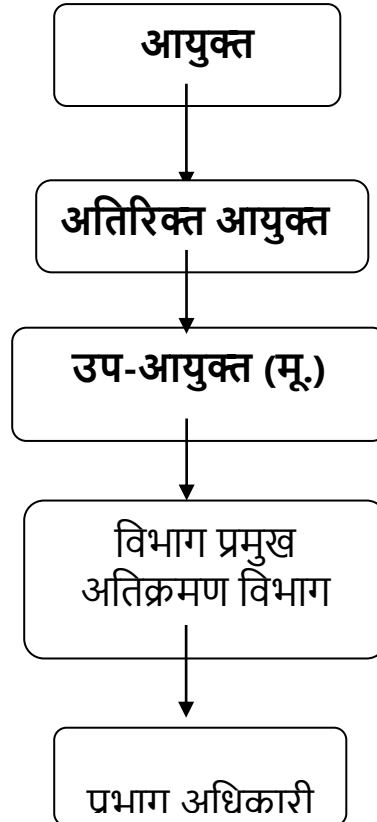 आयुक्त
अतिरिक्त आयुक्त
उप-आयुक्त (मू.)
विभाग प्रमुख
अतिक्रमण विभाग
प्रभाग अधिकारी